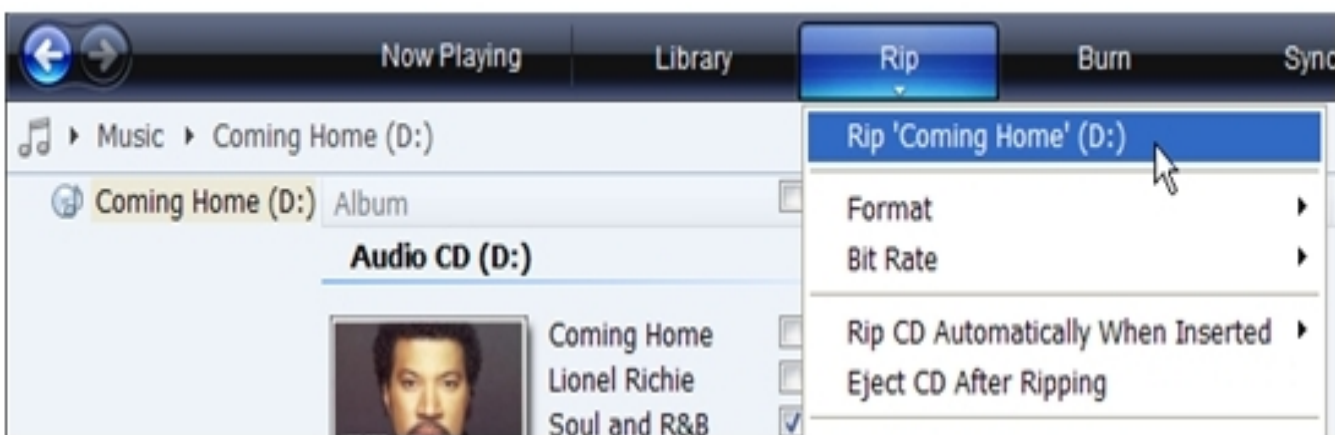 Now Playing Library Rip Burn Sync
Music Coming Home (D:)
Rip 'Coming Home' (D:)
Coming Home (D:) Album
Format
Audio CD (D:)
Bit Rate
Coming Home
Rip CD Automatically When Inserted
Lionel Richie
Eject CD After Ripping
Soul and R&B